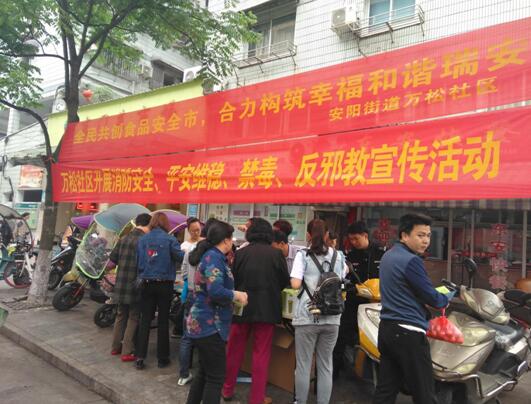 全民共创食品安全市，合力构筑幸福和谐瑞安
安阳街道万松社区
万松社区开展消防安全、平安维稳、禁毒、反邪教宣传活动